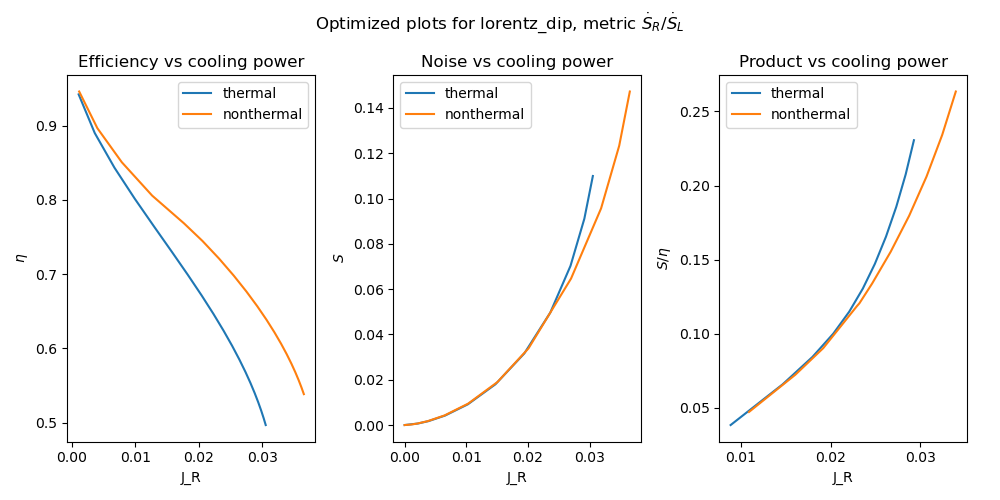 Optimized plots for lorentz_dip, metric Ṡ_R/Ṡ_L
Efficiency vs cooling power
thermal
nonthermal
η
0.9
0.8
0.7
0.6
0.5
0.00 0.01 0.02 0.03
J_R
Noise vs cooling power
thermal
nonthermal
S
0.14
0.12
0.10
0.08
0.06
0.04
0.02
0.00
0.00 0.01 0.02 0.03
J_R
Product vs cooling power
thermal
nonthermal
S/η
0.25
0.20
0.15
0.10
0.05
0.01 0.02 0.03
J_R